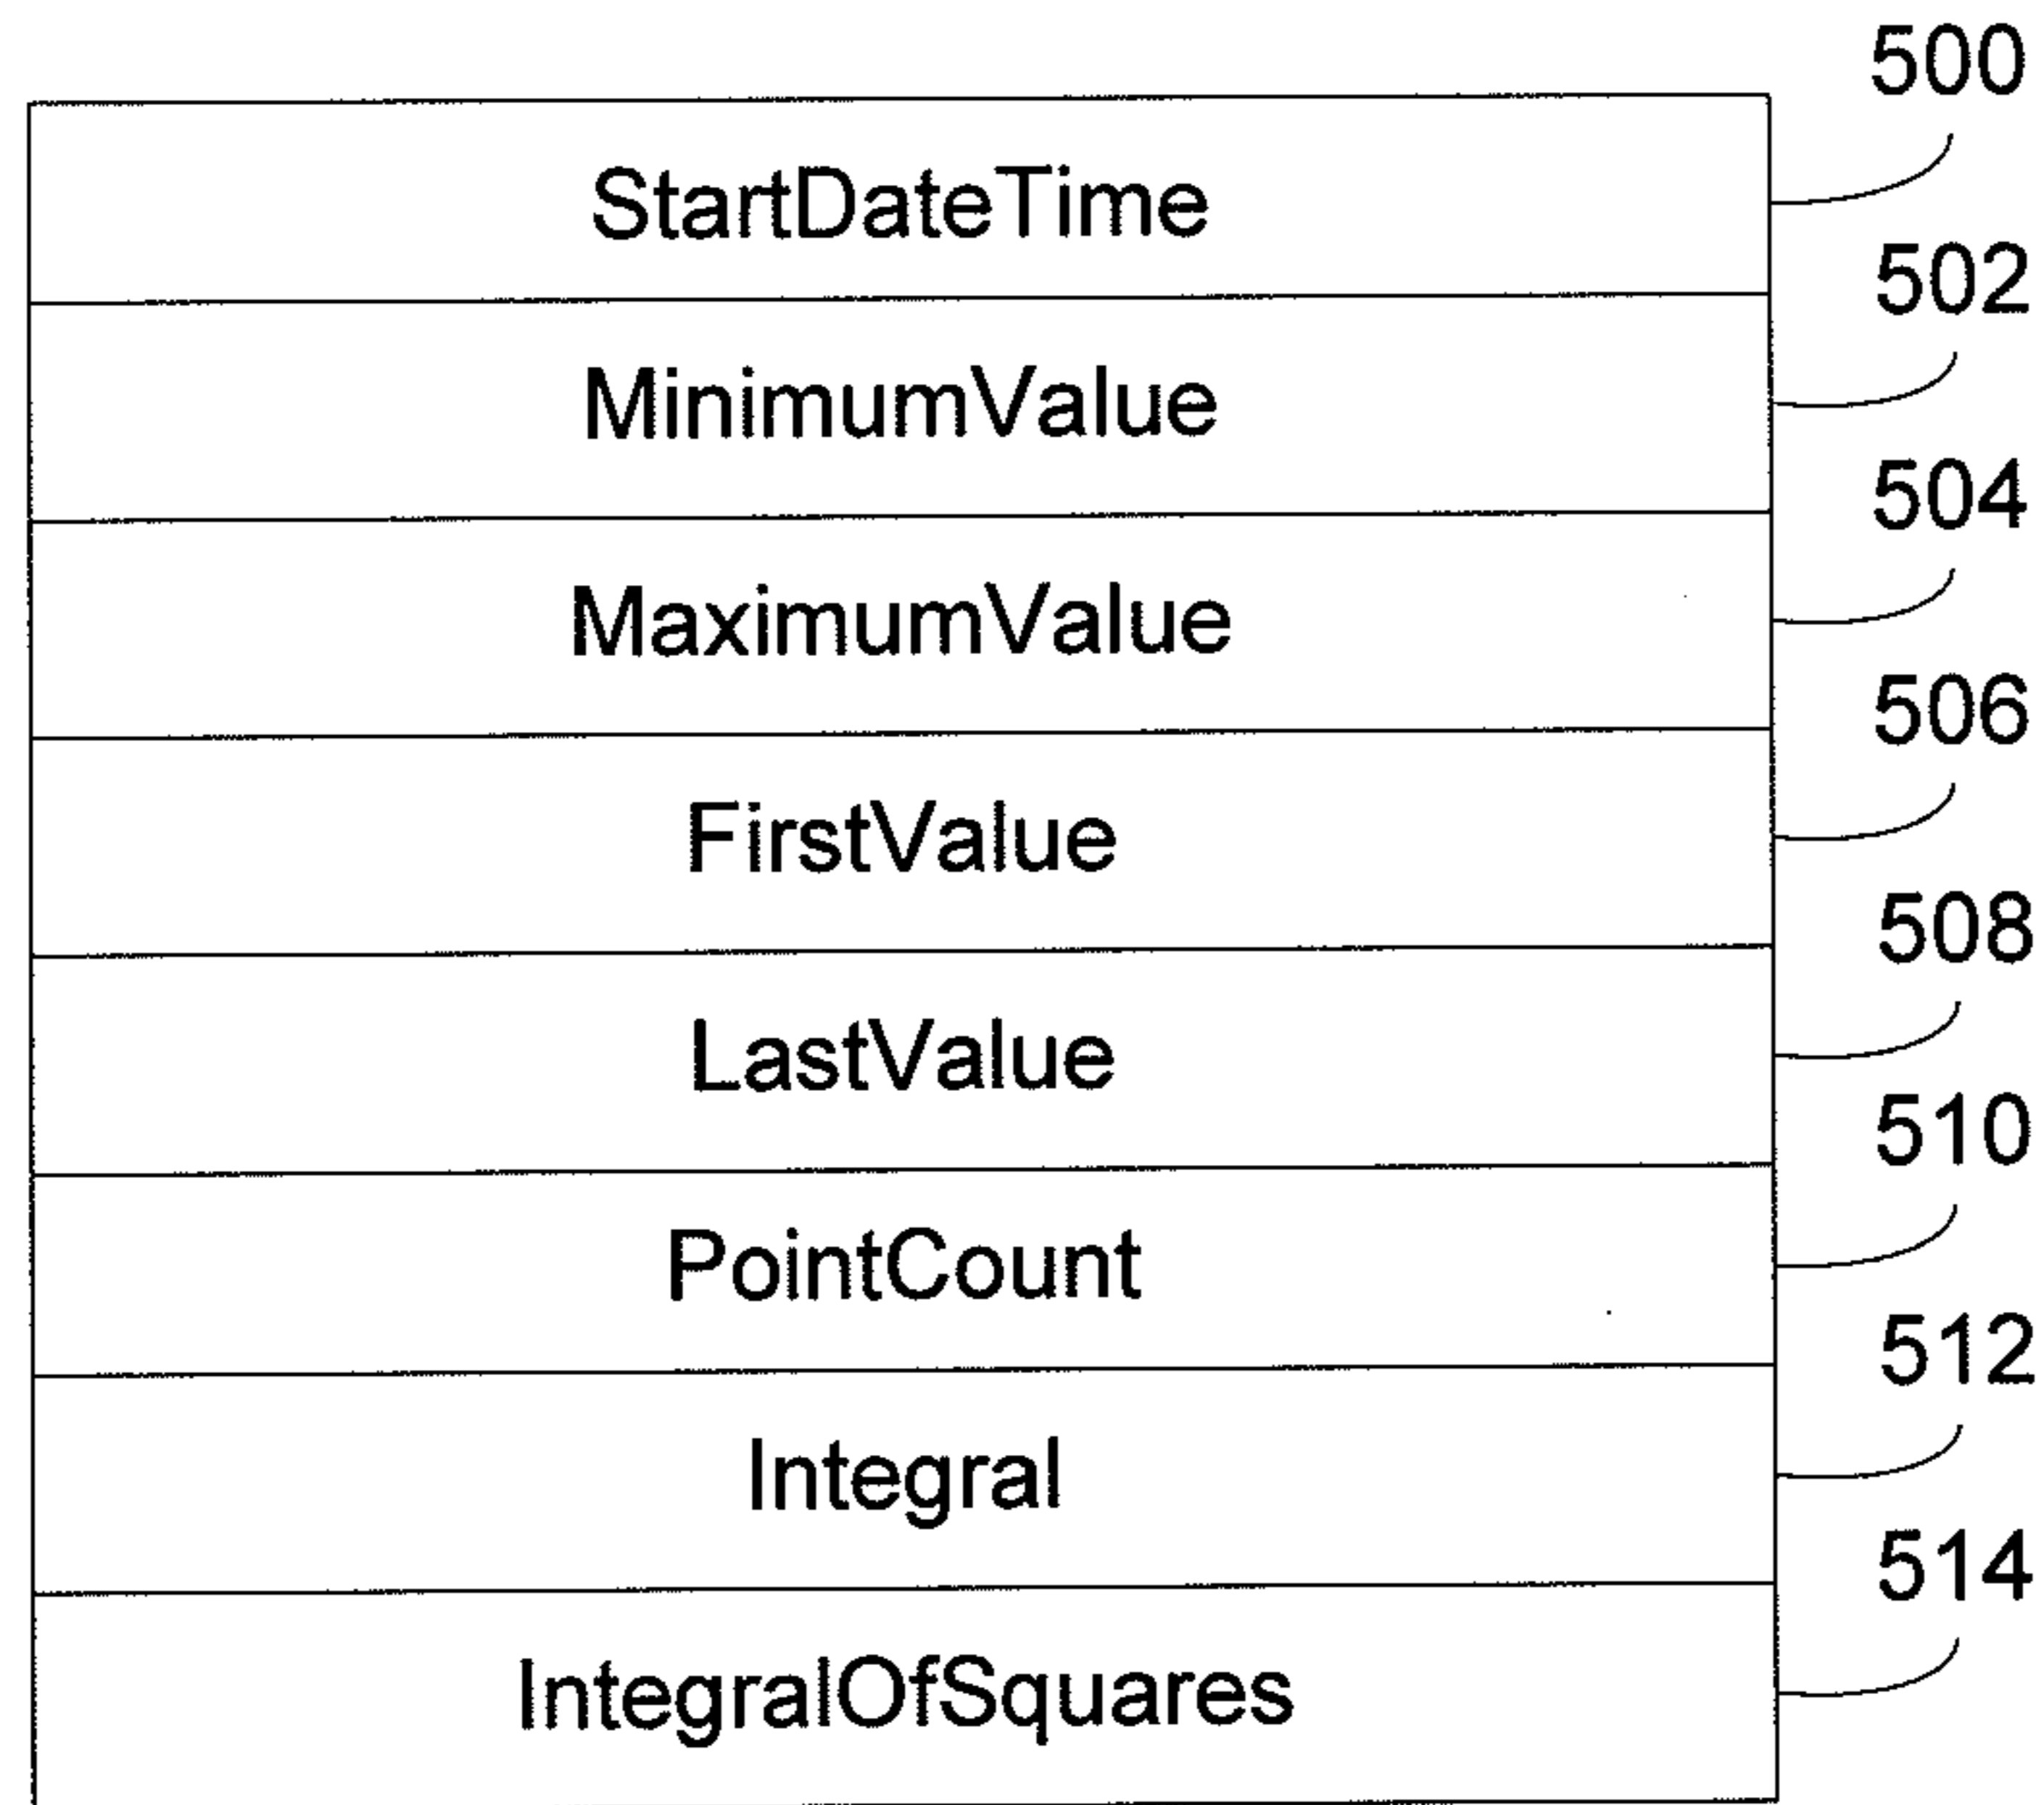 500
StartDateTime
502
MinimumValue
504
MaximumValue
506
FirstValue
508
LastValue
510
PointCount
512
Integral
514
IntegralOfSquares